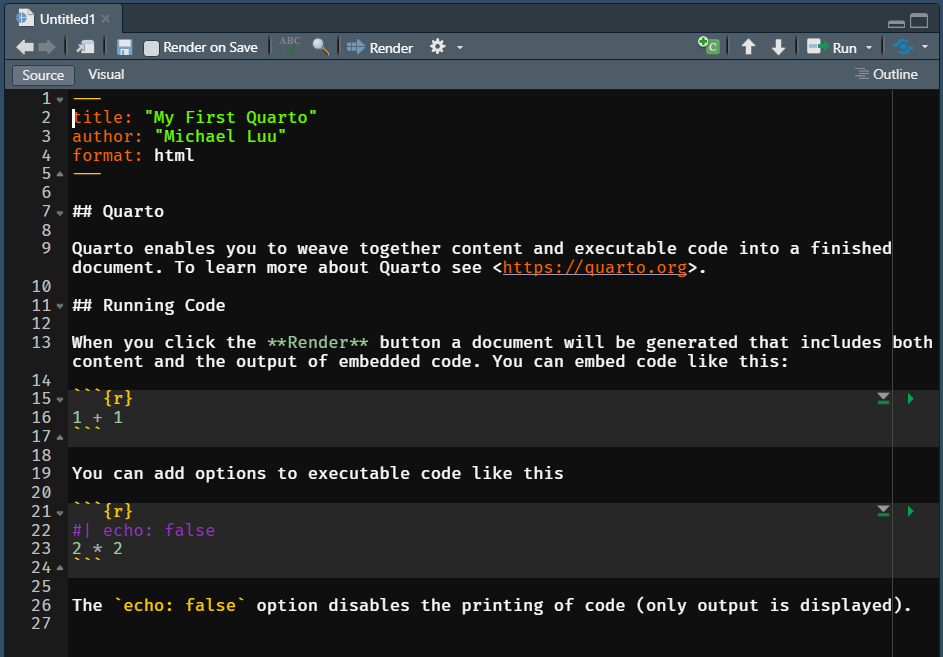 Untitled1
Render on Save ABC Render Run
Source Visual Outline
1 ---
2 title: "My First Quarto"
3 author: "Michael Luu"
4 format: html
5 ---
6
7 ## Quarto
8
9 Quarto enables you to weave together content and executable code into a finished
document. To learn more about Quarto see <https://quarto.org>.
10
11 ## Running Code
12
13 When you click the **Render** button a document will be generated that includes both
content and the output of embedded code. You can embed code like this:
14
15 ```{r}
16 1 + 1
17 ```
18
19 You can add options to executable code like this
20
21 ```{r}
22 #| echo: false
23 2 * 2
24 ```
25
26 The `echo: false` option disables the printing of code (only output is displayed).
27